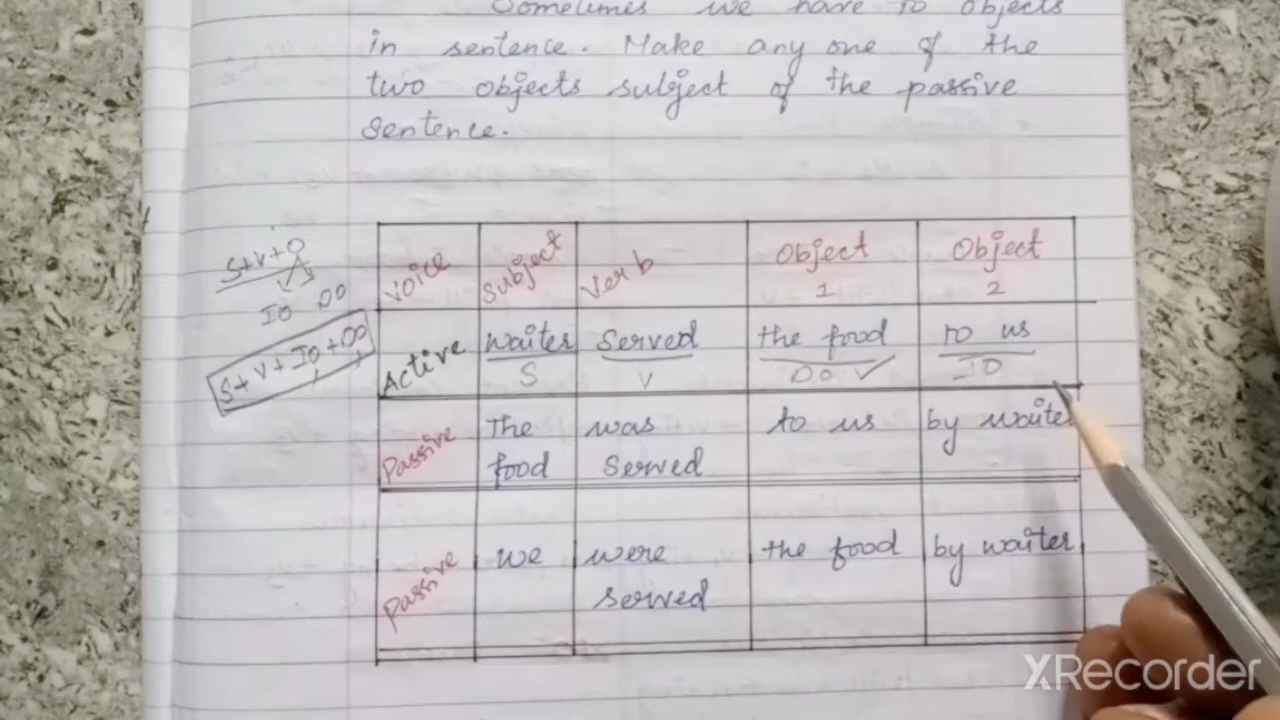 Sometimes we have to objects
in sentence. Make any one of the
two objects subject of the passive
sentence.
S+V+O
IO DO
S+V+IO+DO
Voice Subject Verb Object 1 Object 2
Active Waiter Served the food to us
S V DO ✓ IO
Passive The food was served to us by waiter
Passive we were served the food by waiter
XRecorder